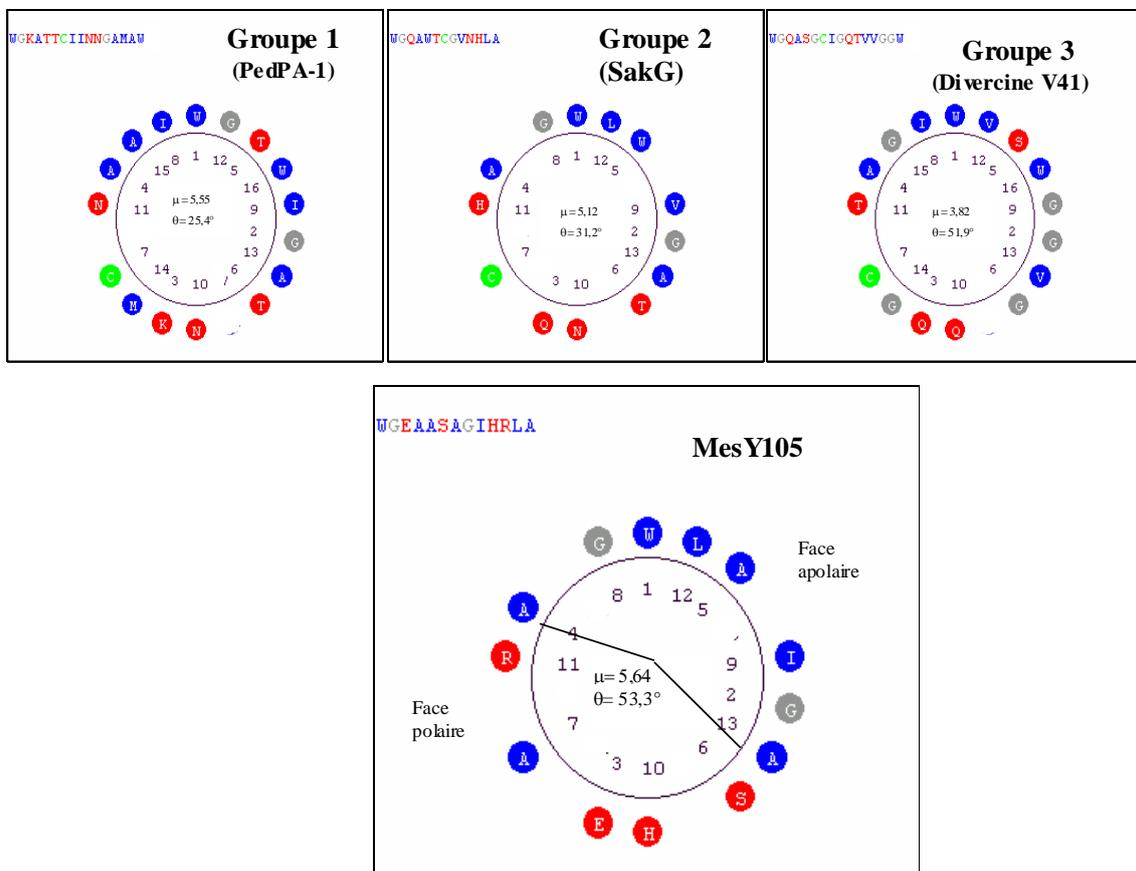 WGKATTCIINNGAMAW
Groupe 1
(PedPA-1)
I W G
A T
A W
N I
G
C A
M T
K N
15 8 1 12 5
4 16
11 9
2
7 13
14 3 10
μ=5,55
θ=25,4°
WGQAWTCGVNHLA
Groupe 2
(SakG)
G W L
W
A
H V
G
C A
T
Q N
8 1 12 5
4
11 9
2
7 13
3 10 6
μ=5,12
θ=31,2°
WGQASGCIGQTVVGGW
Groupe 3
(Divercine V41)
I W V
G S
A W
T G
G
C V
G G
Q Q
15 8 1 12 5
4 16
11 9
2
7 13
14 3 10 6
μ=3,82
θ=51,9°
WGEAASAGIHRLA
MesY105
G W L
A
A
R I
G
A A
S
E H
8 1 12 5
4
11 9
2
7 13
3 10 6
μ=5,64
θ=53,3°
Face
apolaire
Face
polaire